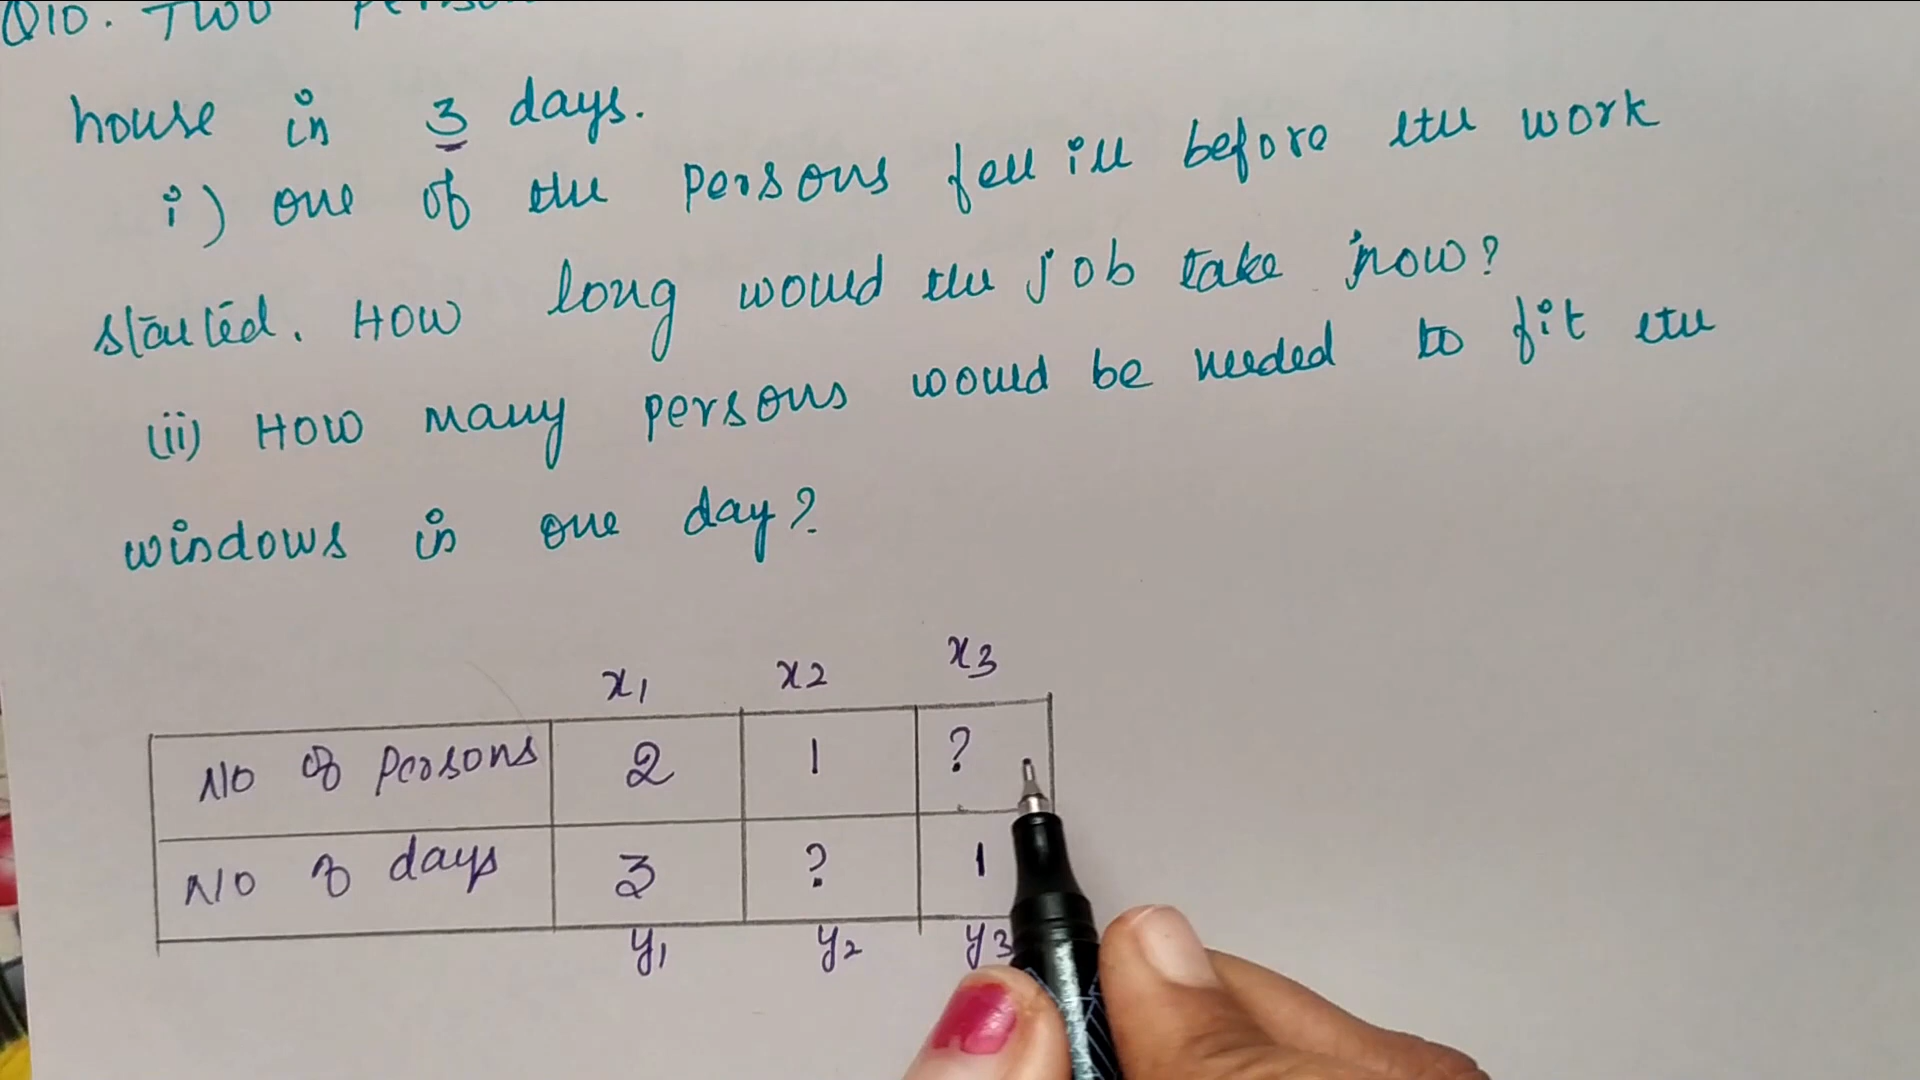 Q10. Two
house in 3 days.
i) one of the persons fell ill before the work
started. How long would the job take now?
(ii) How many persons would be needed to fit the
windows in one day?
x1 x2 x3
No of persons 2 1 ?
No of days 3 ? 1
y1 y2 y3